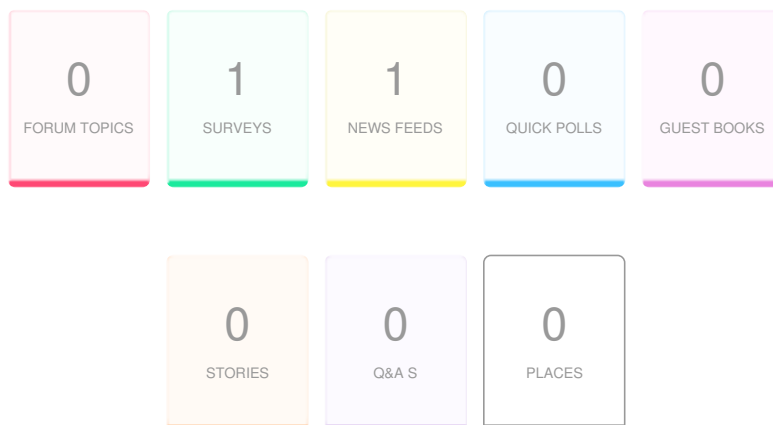 0 1 1 0 0
FORUM TOPICS SURVEYS NEWS FEEDS QUICK POLLS GUEST BOOKS
0 0 0
STORIES Q&A S PLACES